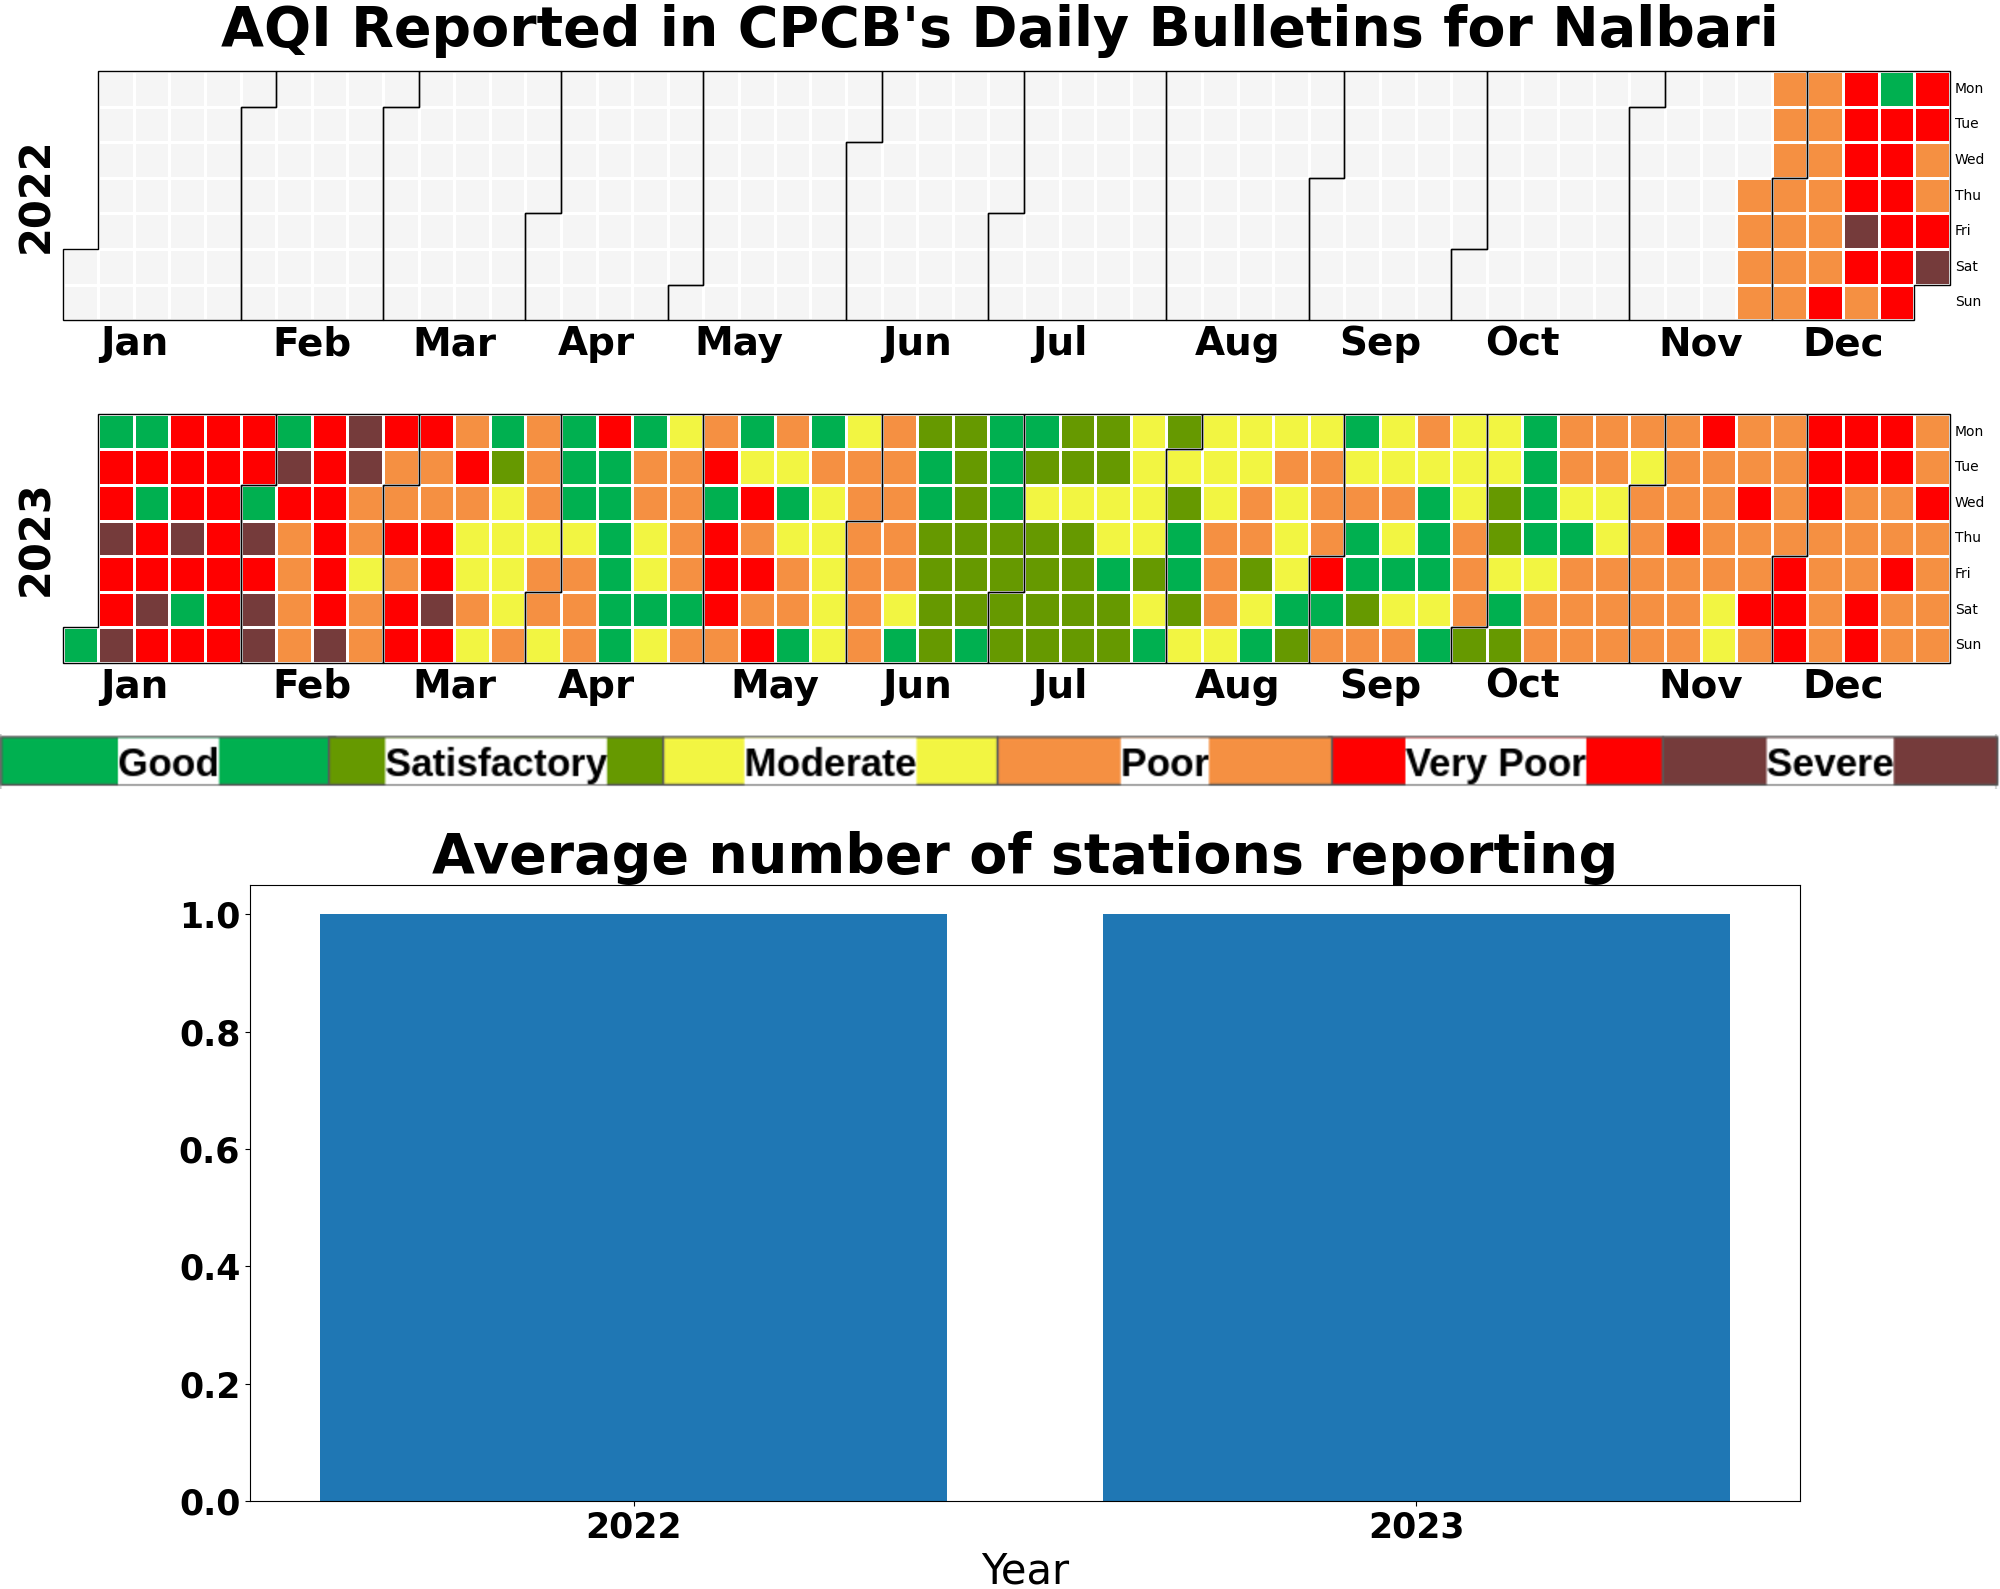 AQI Reported in CPCB's Daily Bulletins for Nalbari
2022
Mon
Tue
Wed
Thu
Fri
Sat
Sun
Jan Feb Mar Apr May Jun Jul Aug Sep Oct Nov Dec
2023
Mon
Tue
Wed
Thu
Fri
Sat
Sun
Jan Feb Mar Apr May Jun Jul Aug Sep Oct Nov Dec
Good Satisfactory Moderate Poor Very Poor Severe
Average number of stations reporting
1.0
0.8
0.6
0.4
0.2
0.0
2022 2023
Year